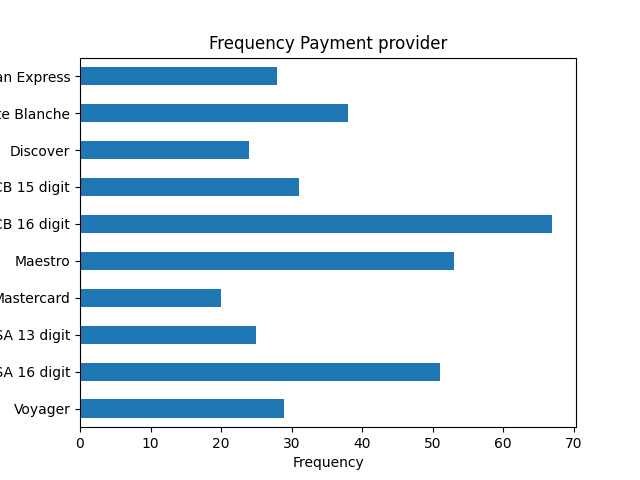 Frequency Payment provider
an Express
te Blanche
Discover
CB 15 digit
CB 16 digit
Maestro
Mastercard
SA 13 digit
SA 16 digit
Voyager
0 10 20 30 40 50 60 70
Frequency